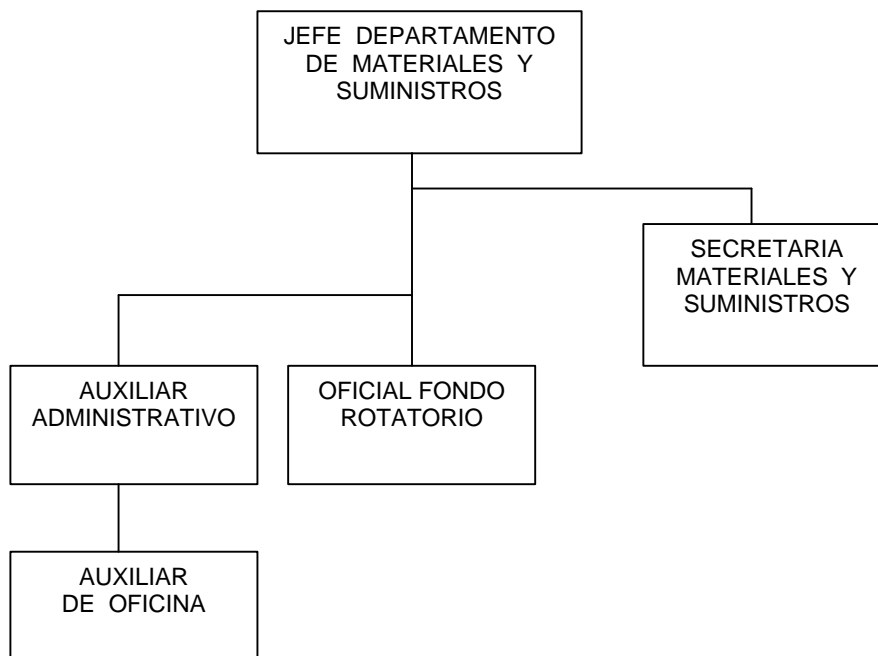 JEFE DEPARTAMENTO
DE MATERIALES Y
SUMINISTROS
SECRETARIA
MATERIALES Y
SUMINISTROS
AUXILIAR
ADMINISTRATIVO
OFICIAL FONDO
ROTATORIO
AUXILIAR
DE OFICINA